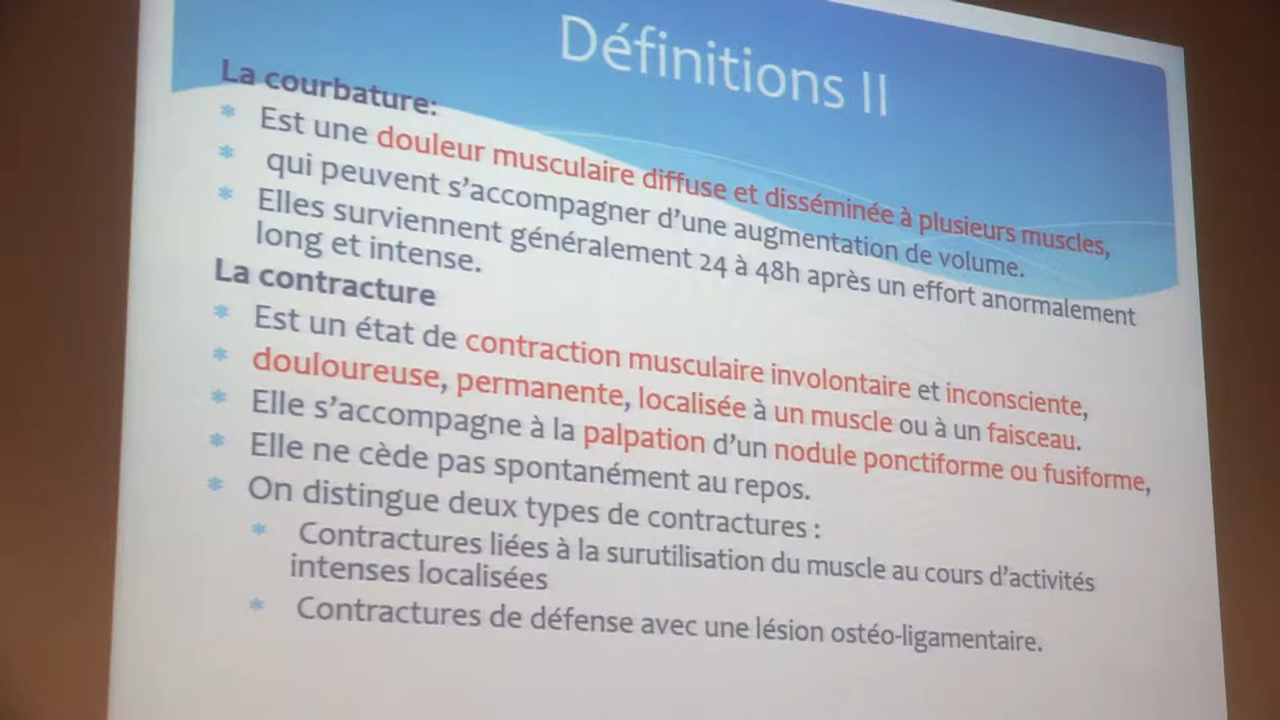 Définitions II
La courbature:
* Est une douleur musculaire diffuse et disséminée à plusieurs muscles,
* qui peuvent s'accompagner d'une augmentation de volume.
* Elles surviennent généralement 24 à 48h après un effort anormalement
long et intense.
La contracture
* Est un état de contraction musculaire involontaire et inconsciente,
* douloureuse, permanente, localisée à un muscle ou à un faisceau.
* Elle s'accompagne à la palpation d'un nodule ponctiforme ou fusiforme,
* Elle ne cède pas spontanément au repos.
* On distingue deux types de contractures :
* Contractures liées à la surutilisation du muscle au cours d'activités
intenses localisées
* Contractures de défense avec une lésion ostéo-ligamentaire.